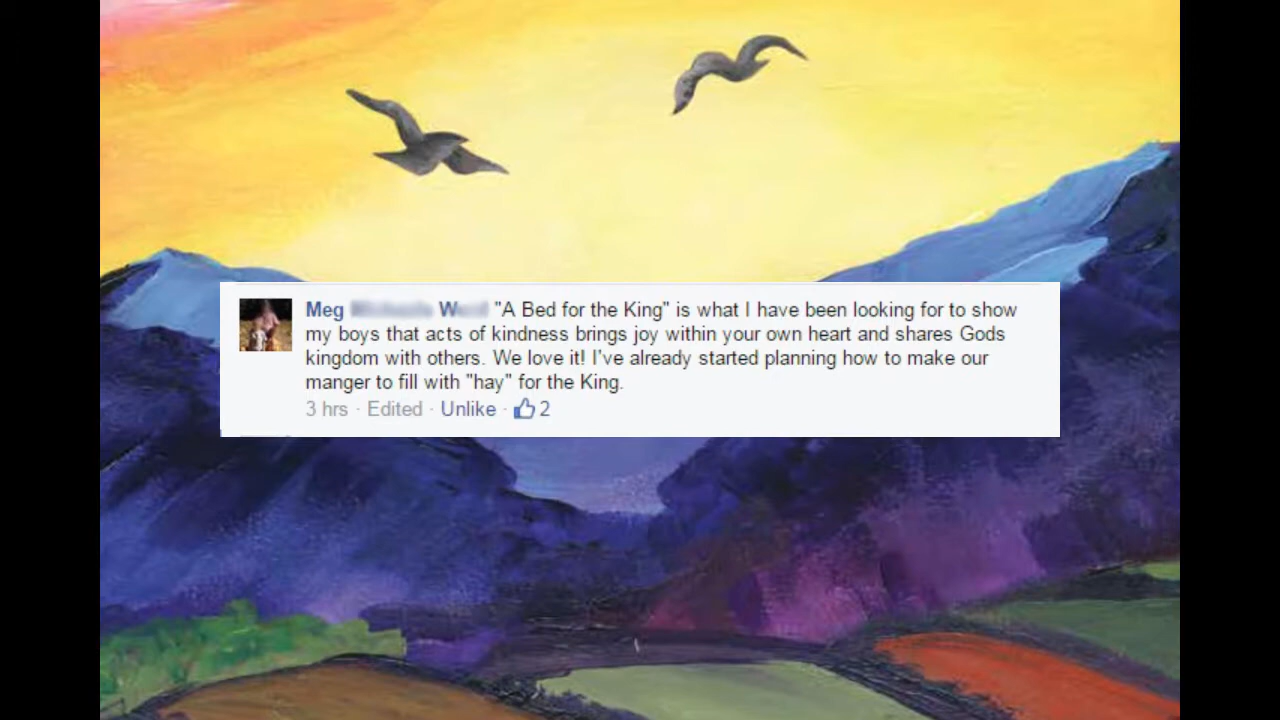 Meg "A Bed for the King" is what I have been looking for to show
my boys that acts of kindness brings joy within your own heart and shares Gods
kingdom with others. We love it! I've already started planning how to make our
manger to fill with "hay" for the King.
3 hrs · Edited · Unlike · 2